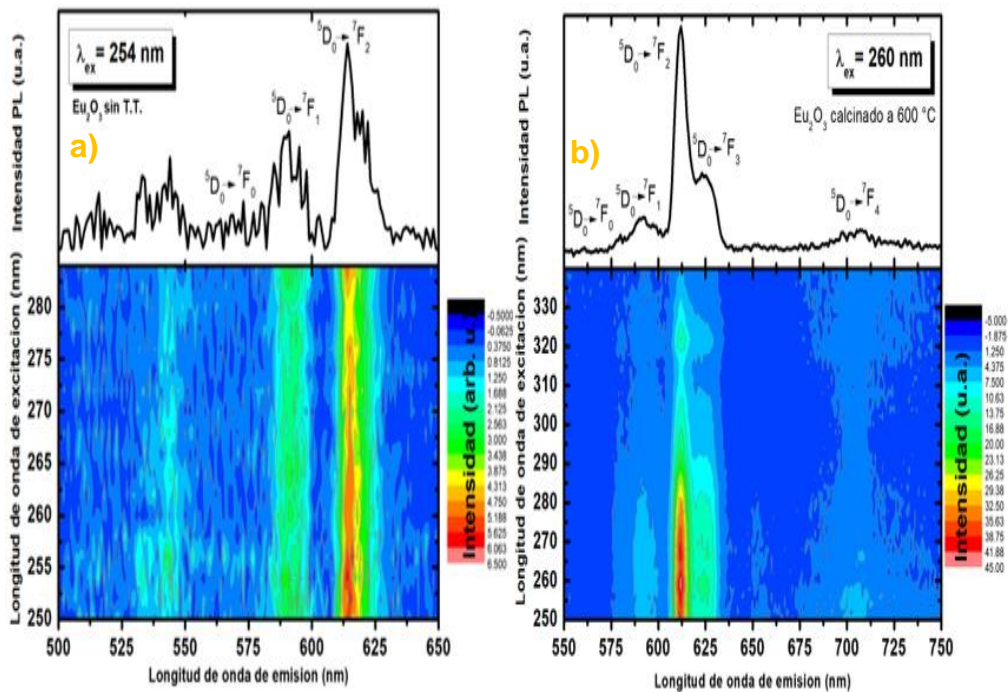 a)
Intensidad PL (u.a.)
λex = 254 nm
Eu2O3 sin T.T.
5D0→7F0
5D0→7F1
5D0→7F2
Longitud de onda de excitacion (nm)
280
275
270
265
260
255
250
500 525 550 575 600 625 650
Longitud de onda de emision (nm)
Intensidad (arb. u.
-0.5000
-0.0625
0.3750
0.8125
1.250
1.688
2.125
2.563
3.000
3.438
3.875
4.313
4.750
5.188
5.625
6.063
6.500
b)
Intensidad PL (u.a.)
λex = 260 nm
Eu2O3 calcinado a 600 °C
5D0→7F2
5D0→7F3
5D0→7F0
5D0→7F1
5D0→7F4
Longitud de onda de excitacion (nm)
330
320
310
300
290
280
270
260
250
550 575 600 625 650 675 700 725 750
Longitud de onda de emision (nm)
Intensidad (u.a.)
-5.000
-1.875
1.250
4.375
7.500
10.63
13.75
16.88
20.00
23.13
26.25
29.38
32.50
35.63
38.75
41.88
45.00